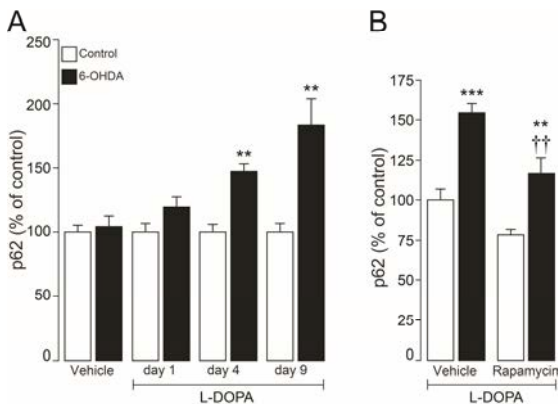 A
p62 (% of control)
250
200
150
100
50
0
Control
6-OHDA
**
**
Vehicle
day 1
day 4
day 9
L-DOPA
B
p62 (% of control)
175
150
125
100
75
50
25
0
***
**
††
Vehicle
Rapamycin
L-DOPA